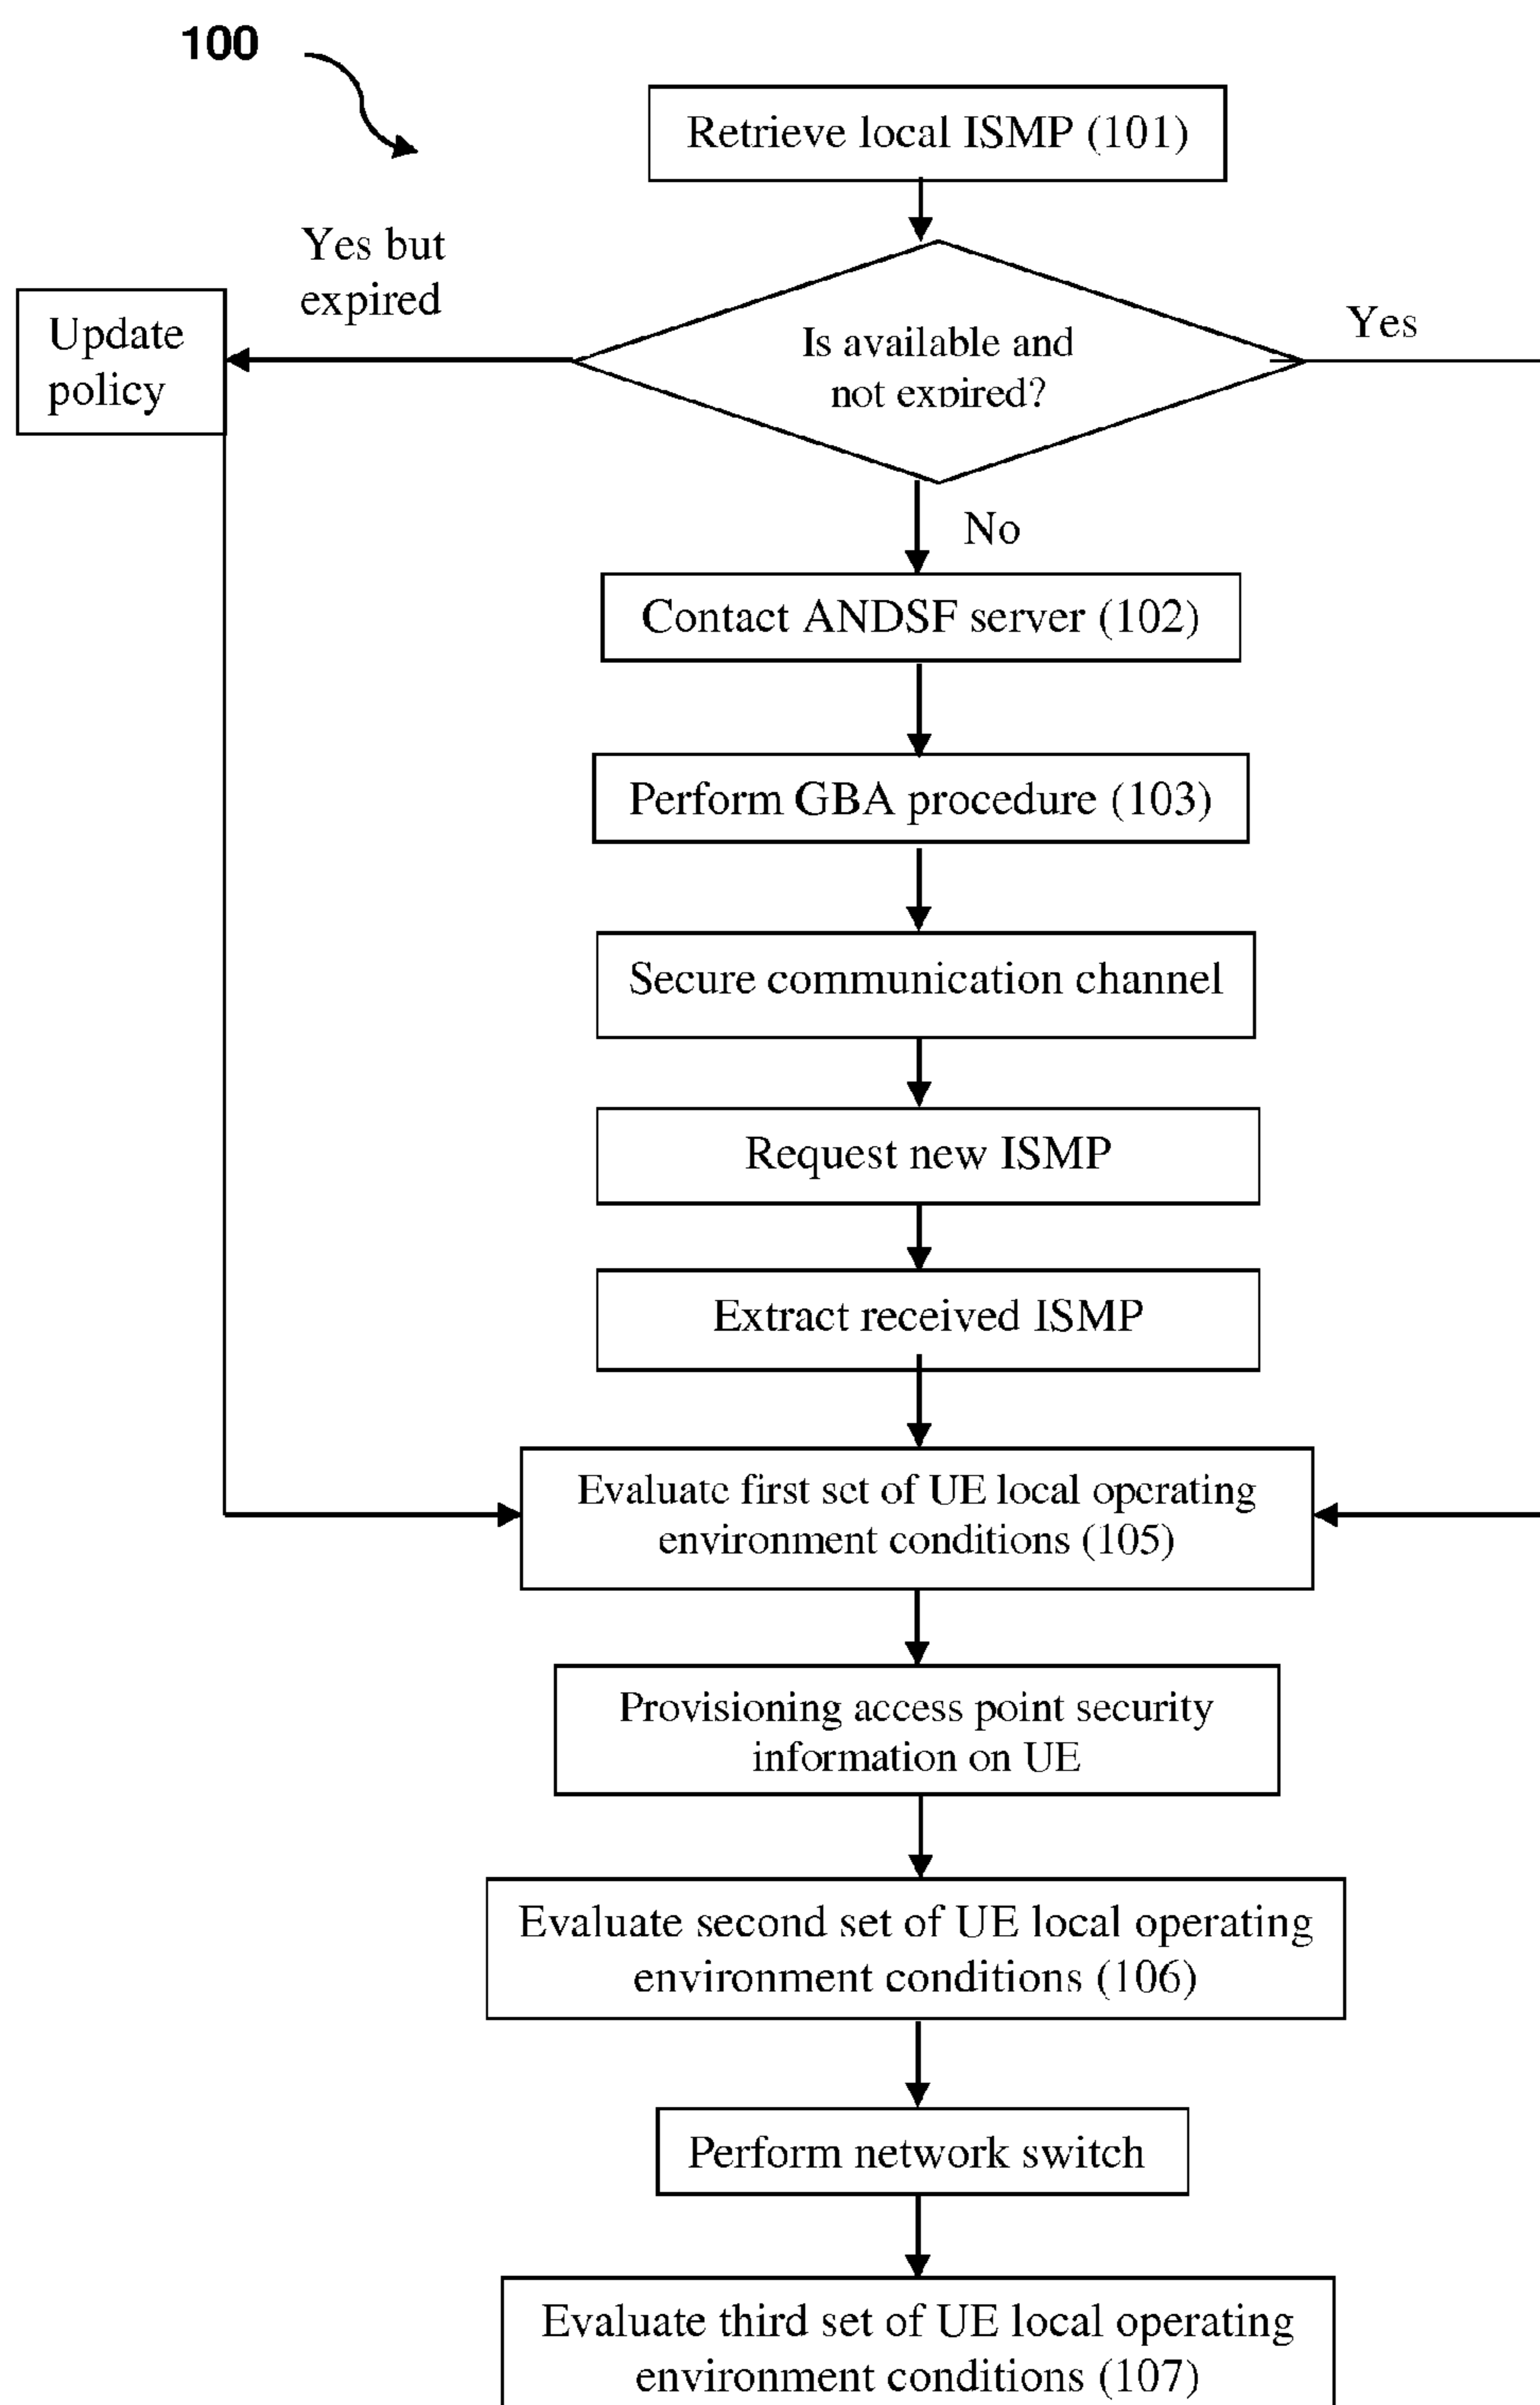 100
Retrieve local ISMP (101)
Yes but
expired
Update
policy
Is available and
not expired?
Yes
No
Contact ANDSF server (102)
Perform GBA procedure (103)
Secure communication channel
Request new ISMP
Extract received ISMP
Evaluate first set of UE local operating
environment conditions (105)
Provisioning access point security
information on UE
Evaluate second set of UE local operating
environment conditions (106)
Perform network switch
Evaluate third set of UE local operating
environment conditions (107)